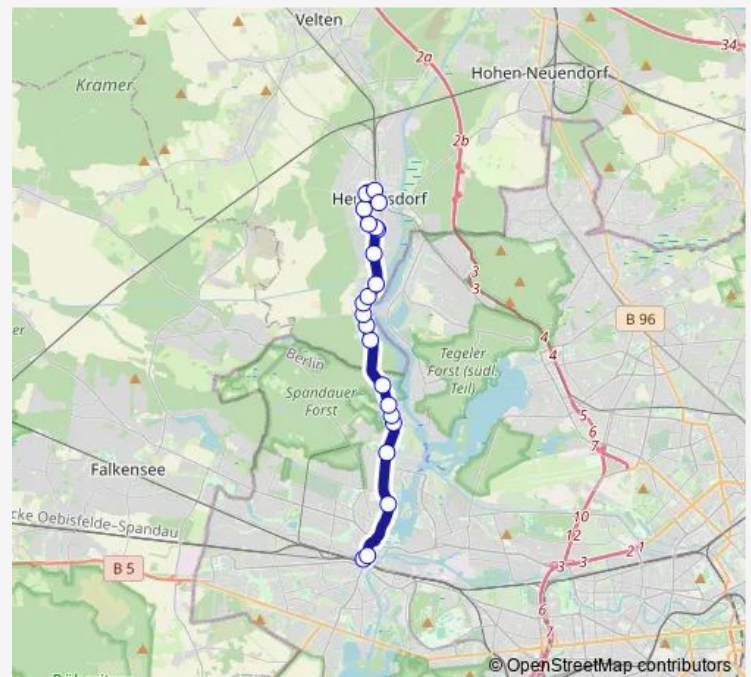 Velten
34
2a
Hohen-Neuendorf
Kramer
2b
3
3
B 96
4
4
Berlin
Tegeler
Forst (südl.
Teil)
Spandauer
Forst
5
6
7
Falkensee
cke Oebisfelde–Spandau
10
12
2 1
B 5
3
3
6
7
© OpenStreetMap contributors